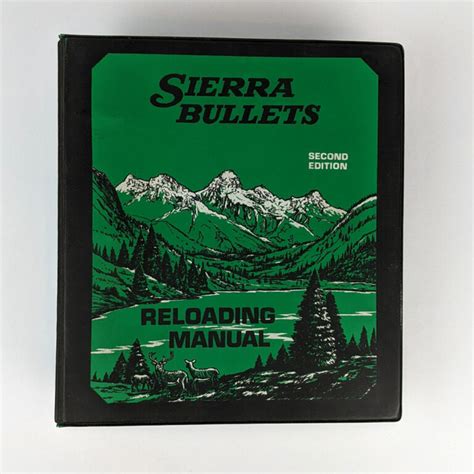 SIERRA
BULLETS
SECOND
EDITION
RELOADING
MANUAL